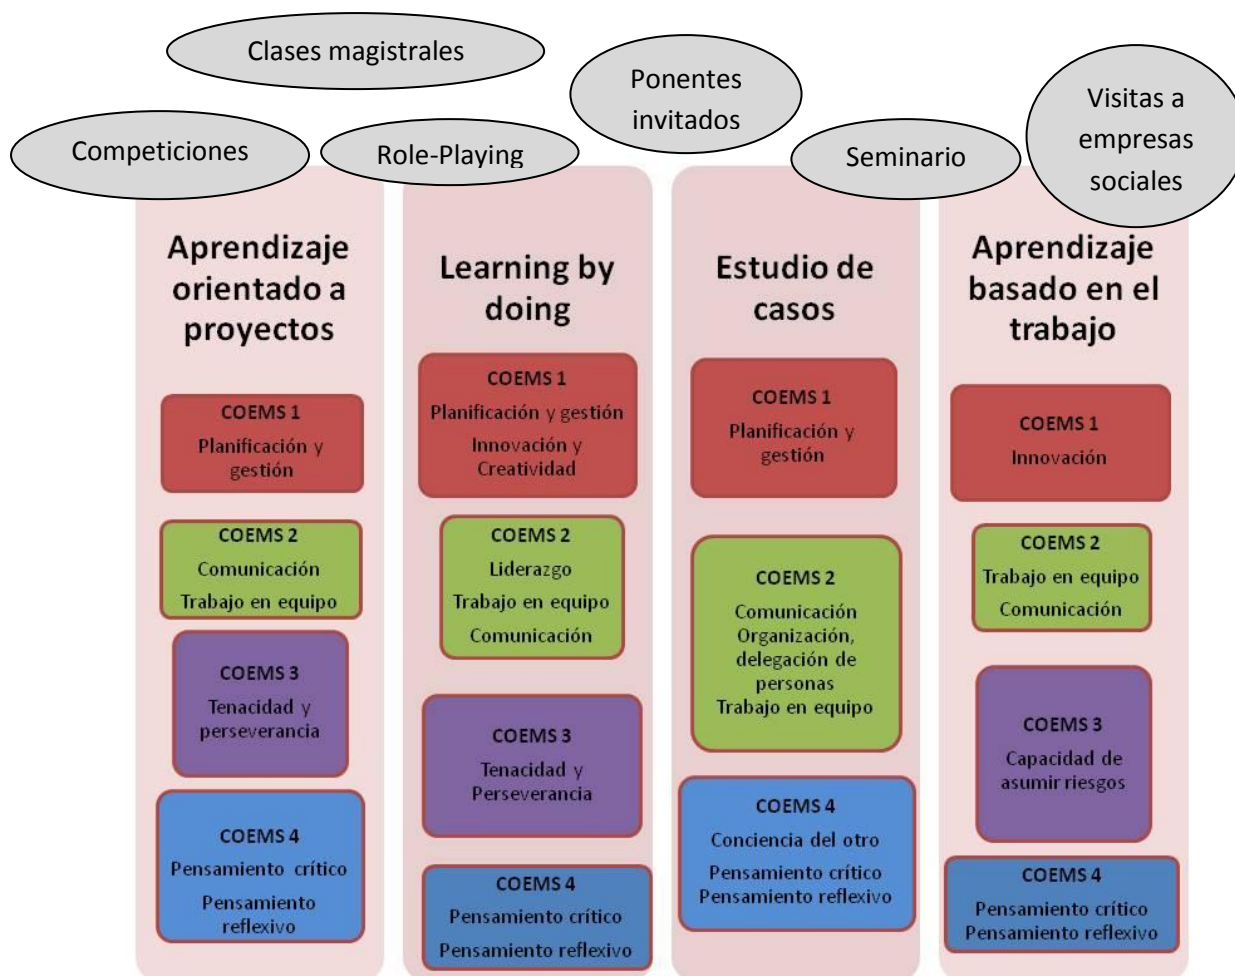 Clases magistrales
Ponentes
invitados
Visitas a
empresas
sociales
Competiciones
Role-Playing
Seminario
Aprendizaje
orientado a
proyectos
COEMS 1
Planificación y
gestión
COEMS 2
Comunicación
Trabajo en equipo
COEMS 3
Tenacidad y
perseverancia
COEMS 4
Pensamiento crítico
Pensamiento
reflexivo
Learning by
doing
COEMS 1
Planificación y gestión
Innovación y
Creatividad
COEMS 2
Liderazgo
Trabajo en equipo
Comunicación
COEMS 3
Tenacidad y
Perseverancia
COEMS 4
Pensamiento crítico
Pensamiento reflexivo
Estudio de
casos
COEMS 1
Planificación y
gestión
COEMS 2
Comunicación
Organización,
delegación de
personas
Trabajo en equipo
COEMS 4
Conciencia del otro
Pensamiento crítico
Pensamiento reflexivo
Aprendizaje
basado en el
trabajo
COEMS 1
Innovación
COEMS 2
Trabajo en equipo
Comunicación
COEMS 3
Capacidad de
asumir riesgos
COEMS 4
Pensamiento crítico
Pensamiento reflexivo